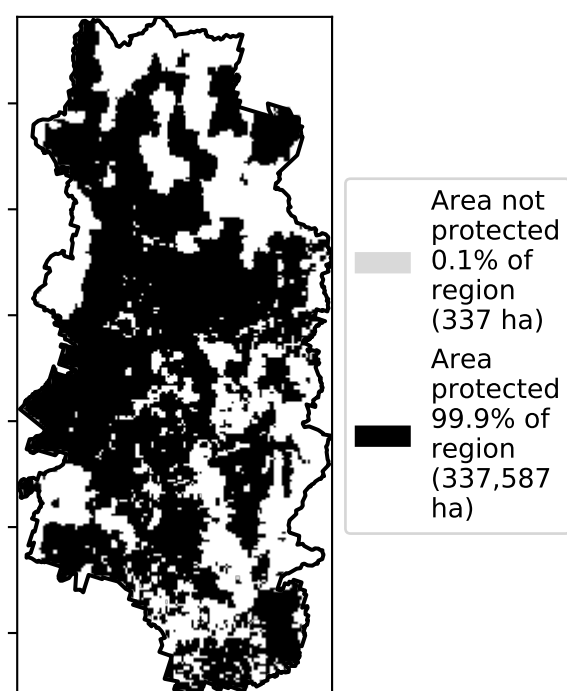 Area not
protected
0.1% of
region
(337 ha)
Area
protected
99.9% of
region
(337,587
ha)